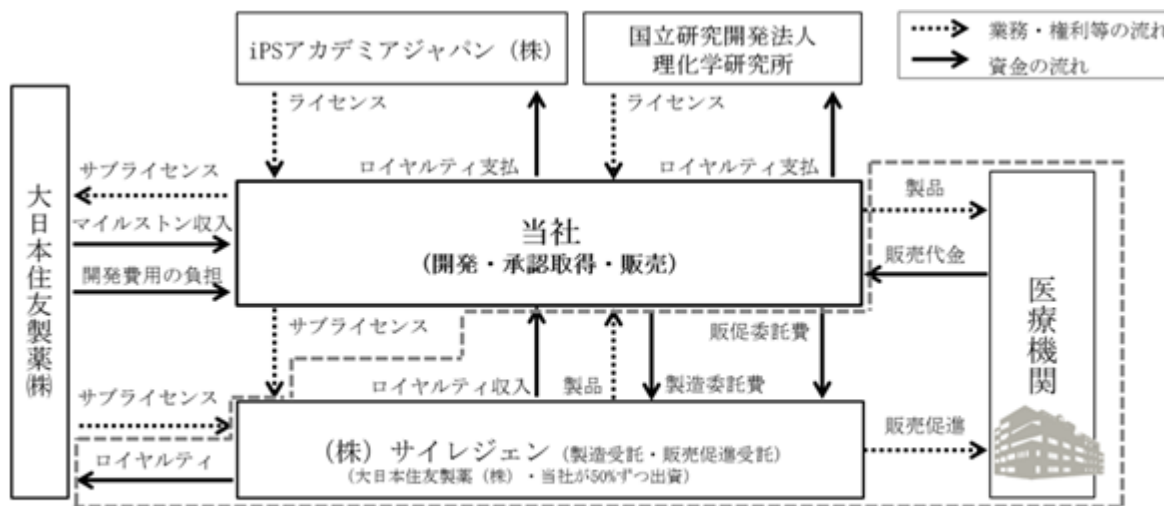 iPSアカデミアジャパン（株）
国立研究開発法人
理化学研究所
業務・権利等の流れ
資金の流れ
ライセンス
ライセンス
ロイヤルティ支払
ロイヤルティ支払
大日本住友製薬㈱
サブライセンス
マイルストン収入
開発費用の負担
当社
（開発・承認取得・販売）
製品
販売代金
医療機関
サブライセンス
販促委託費
ロイヤルティ収入
製品
製造委託費
サブライセンス
ロイヤルティ
（株）サイレジェン（製造受託・販売促進受託）
（大日本住友製薬（株）・当社が50%ずつ出資）
販売促進